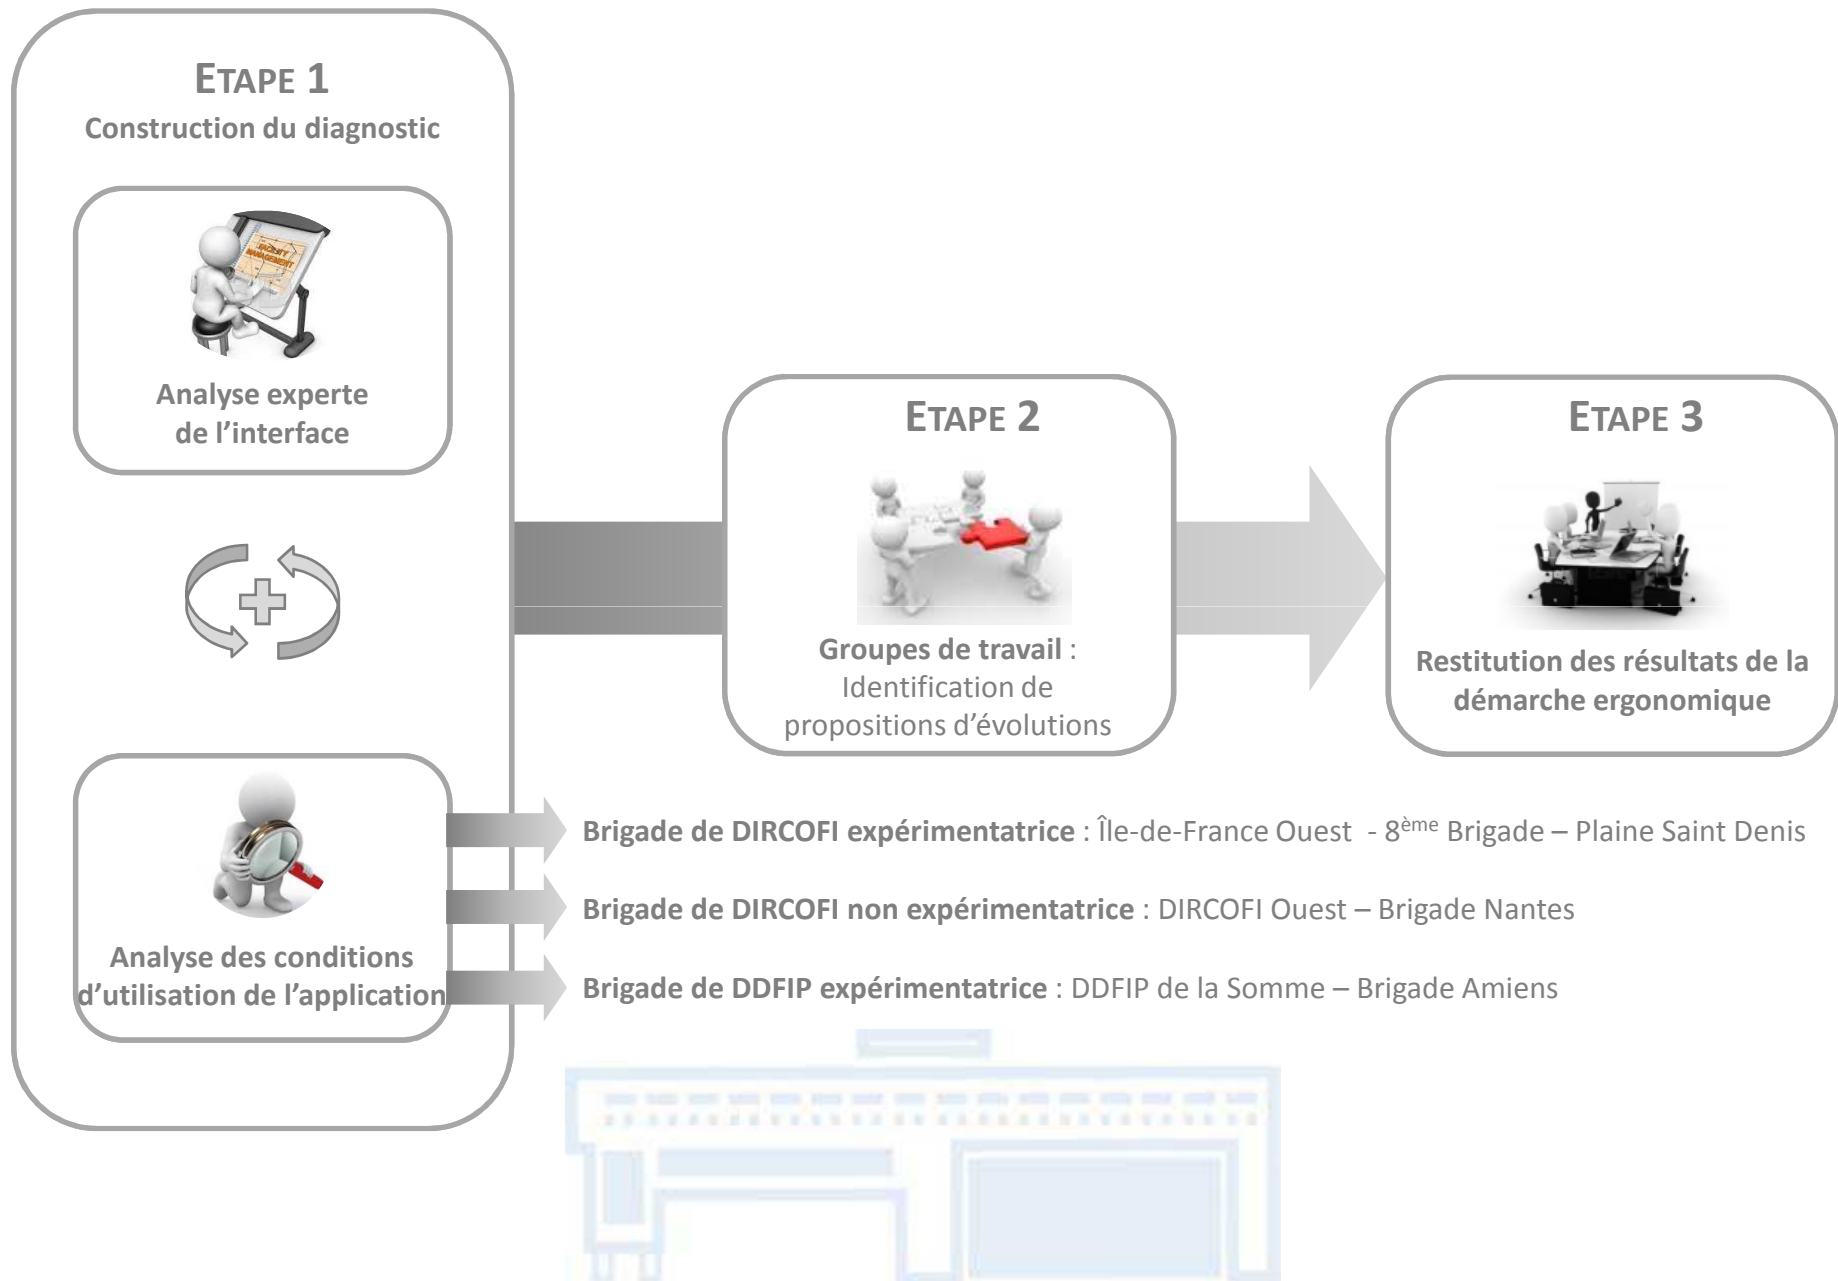 ETAPE 1
Construction du diagnostic
FACILITY
MANAGEMENT
Analyse experte
de l’interface
ETAPE 2
Groupes de travail :
Identification de
propositions d’évolutions
ETAPE 3
Restitution des résultats de la
démarche ergonomique
Analyse des conditions
d’utilisation de l’application
Brigade de DIRCOFI expérimentatrice : Île-de-France Ouest - 8ème Brigade – Plaine Saint Denis
Brigade de DIRCOFI non expérimentatrice : DIRCOFI Ouest – Brigade Nantes
Brigade de DDFIP expérimentatrice : DDFIP de la Somme – Brigade Amiens